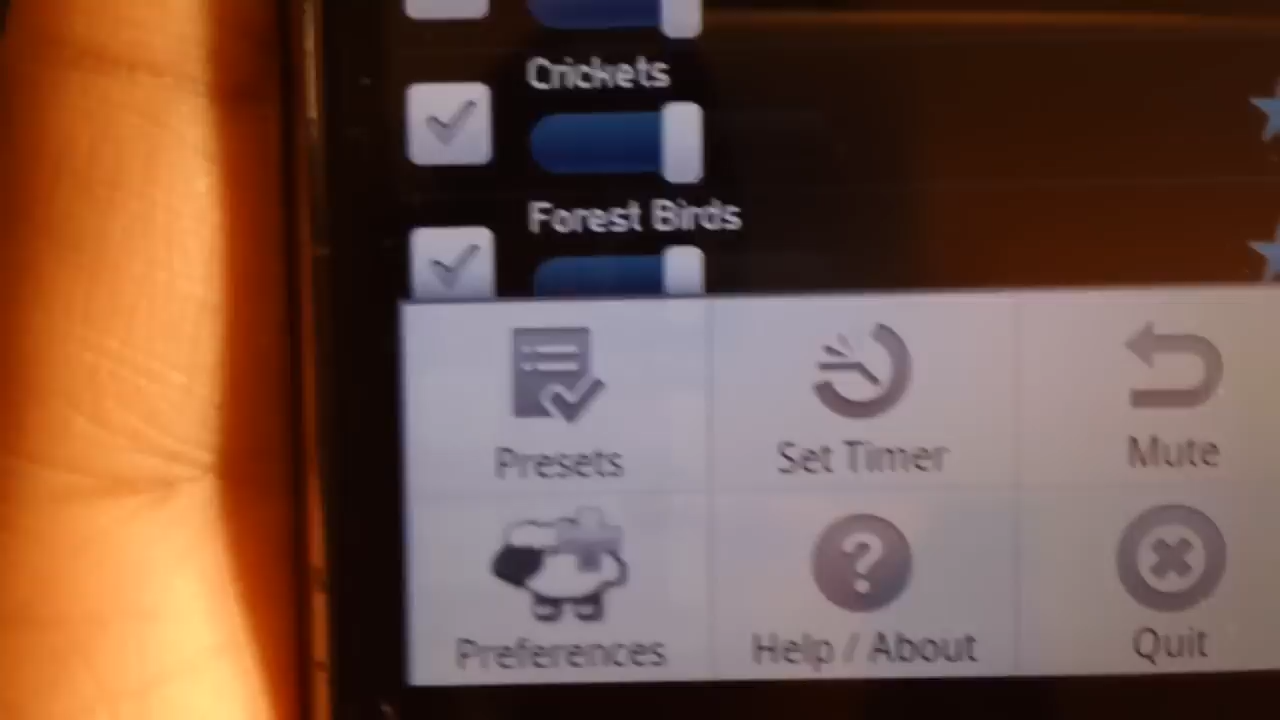 Crickets
Forest Birds
Presets
Set Timer
Mute
Preferences
Help / About
Quit